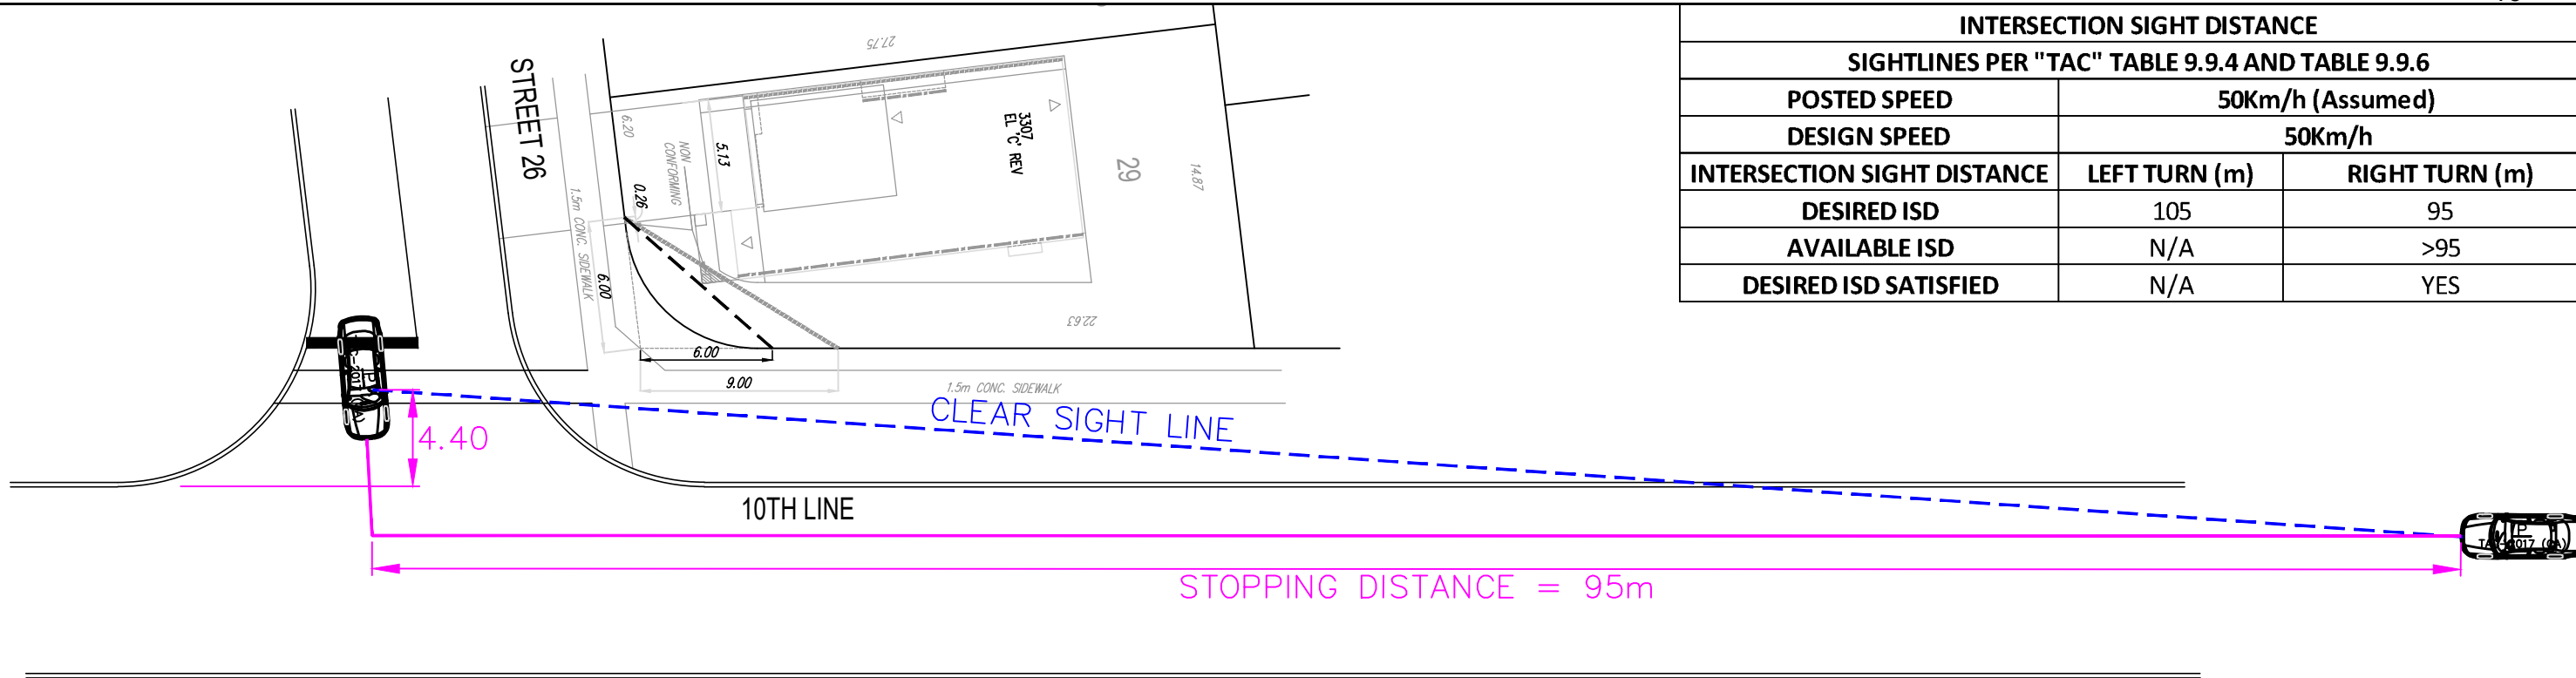 INTERSECTION SIGHT DISTANCE
SIGHTLINES PER "TAC" TABLE 9.9.4 AND TABLE 9.9.6
POSTED SPEED 50Km/h (Assumed)
DESIGN SPEED 50Km/h
INTERSECTION SIGHT DISTANCE LEFT TURN (m) RIGHT TURN (m)
DESIRED ISD 105 95
AVAILABLE ISD N/A >95
DESIRED ISD SATISFIED N/A YES
STREET 26
27.75
6.20
NON
CONFORMING
5.13
3307
EL 'C' REV
29
14.87
0.26
1.5m CONC. SIDEWALK
6.00
22.63
6.00
9.00
1.5m CONC. SIDEWALK
CLEAR SIGHT LINE
4.40
10TH LINE
P
STOPPING DISTANCE = 95m